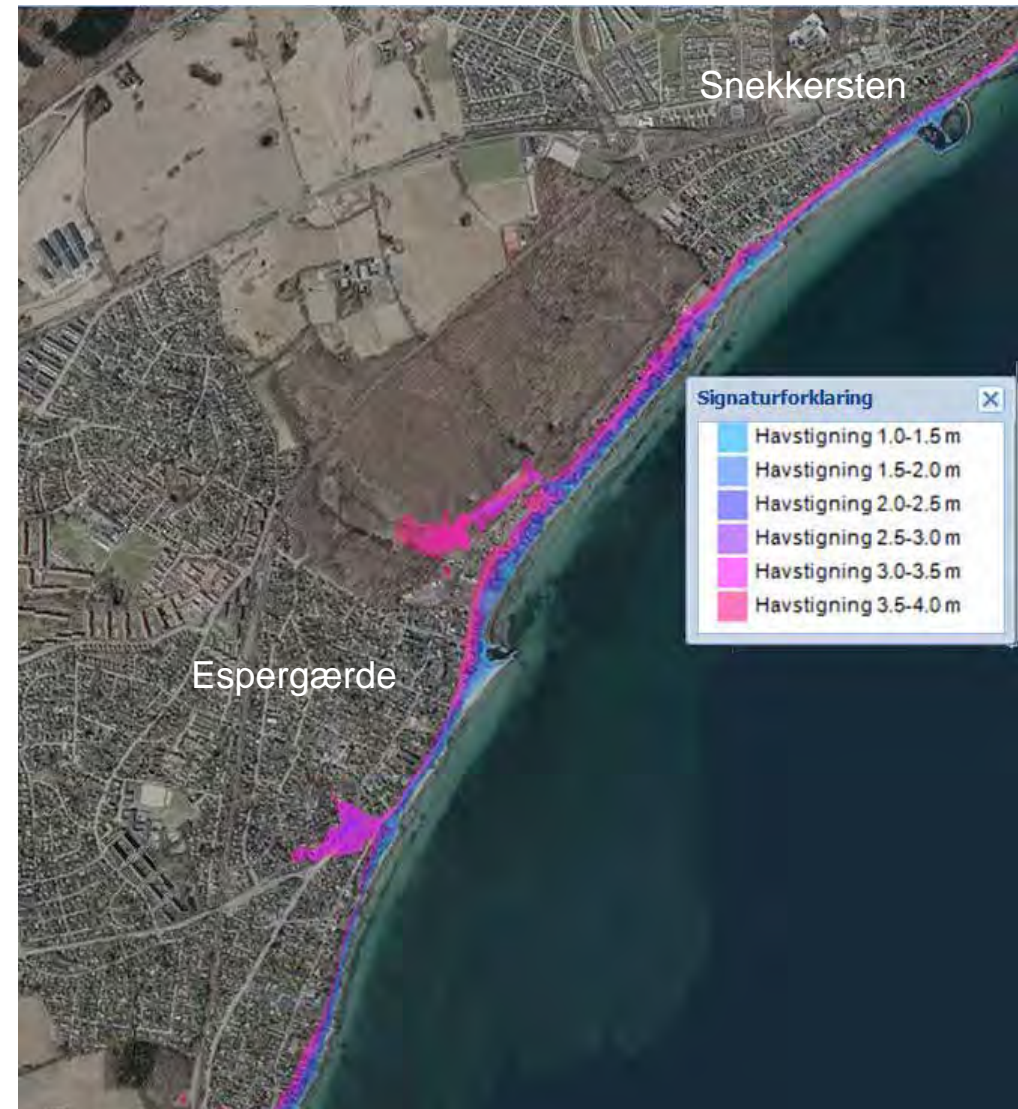 Snekkersten
Signaturforklaring
Havstigning 1.0-1.5 m
Havstigning 1.5-2.0 m
Havstigning 2.0-2.5 m
Havstigning 2.5-3.0 m
Havstigning 3.0-3.5 m
Havstigning 3.5-4.0 m
Espergærde